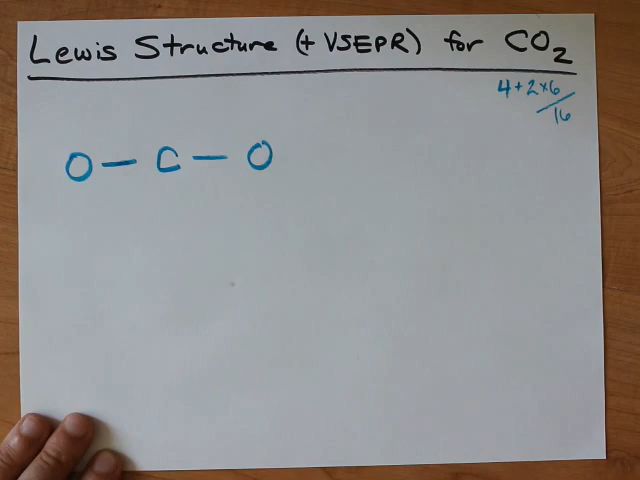 Lewis Structure (+ VSEPR) for CO₂
4 + 2 × 6
16
O — C — O